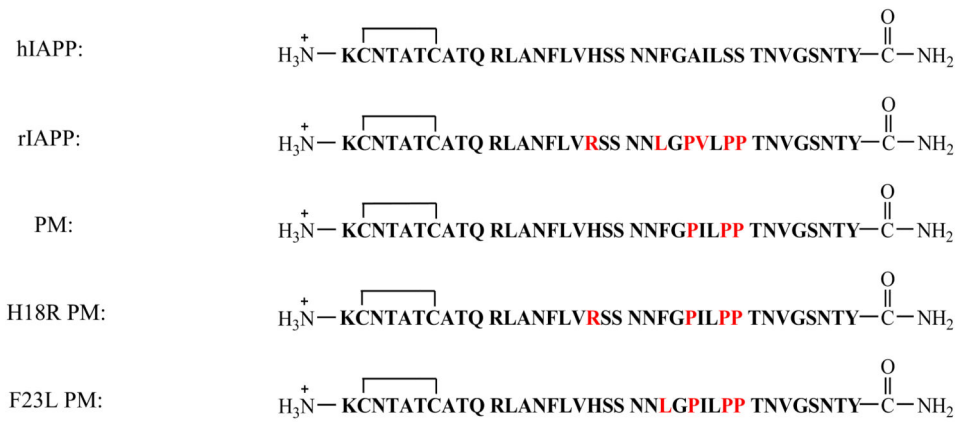 hIAPP: H₃N⁺— KCNTATCATQ RLANFLVHSS NNFGAILSS TNVGSNTY—C(=O)—NH₂
rIAPP: H₃N⁺— KCNTATCATQ RLANFLVRSS NNLGPVLPP TNVGSNTY—C(=O)—NH₂
PM: H₃N⁺— KCNTATCATQ RLANFLVHSS NNFGPILPP TNVGSNTY—C(=O)—NH₂
H18R PM: H₃N⁺— KCNTATCATQ RLANFLVRSS NNFGPILPP TNVGSNTY—C(=O)—NH₂
F23L PM: H₃N⁺— KCNTATCATQ RLANFLVHSS NNLGPILPP TNVGSNTY—C(=O)—NH₂